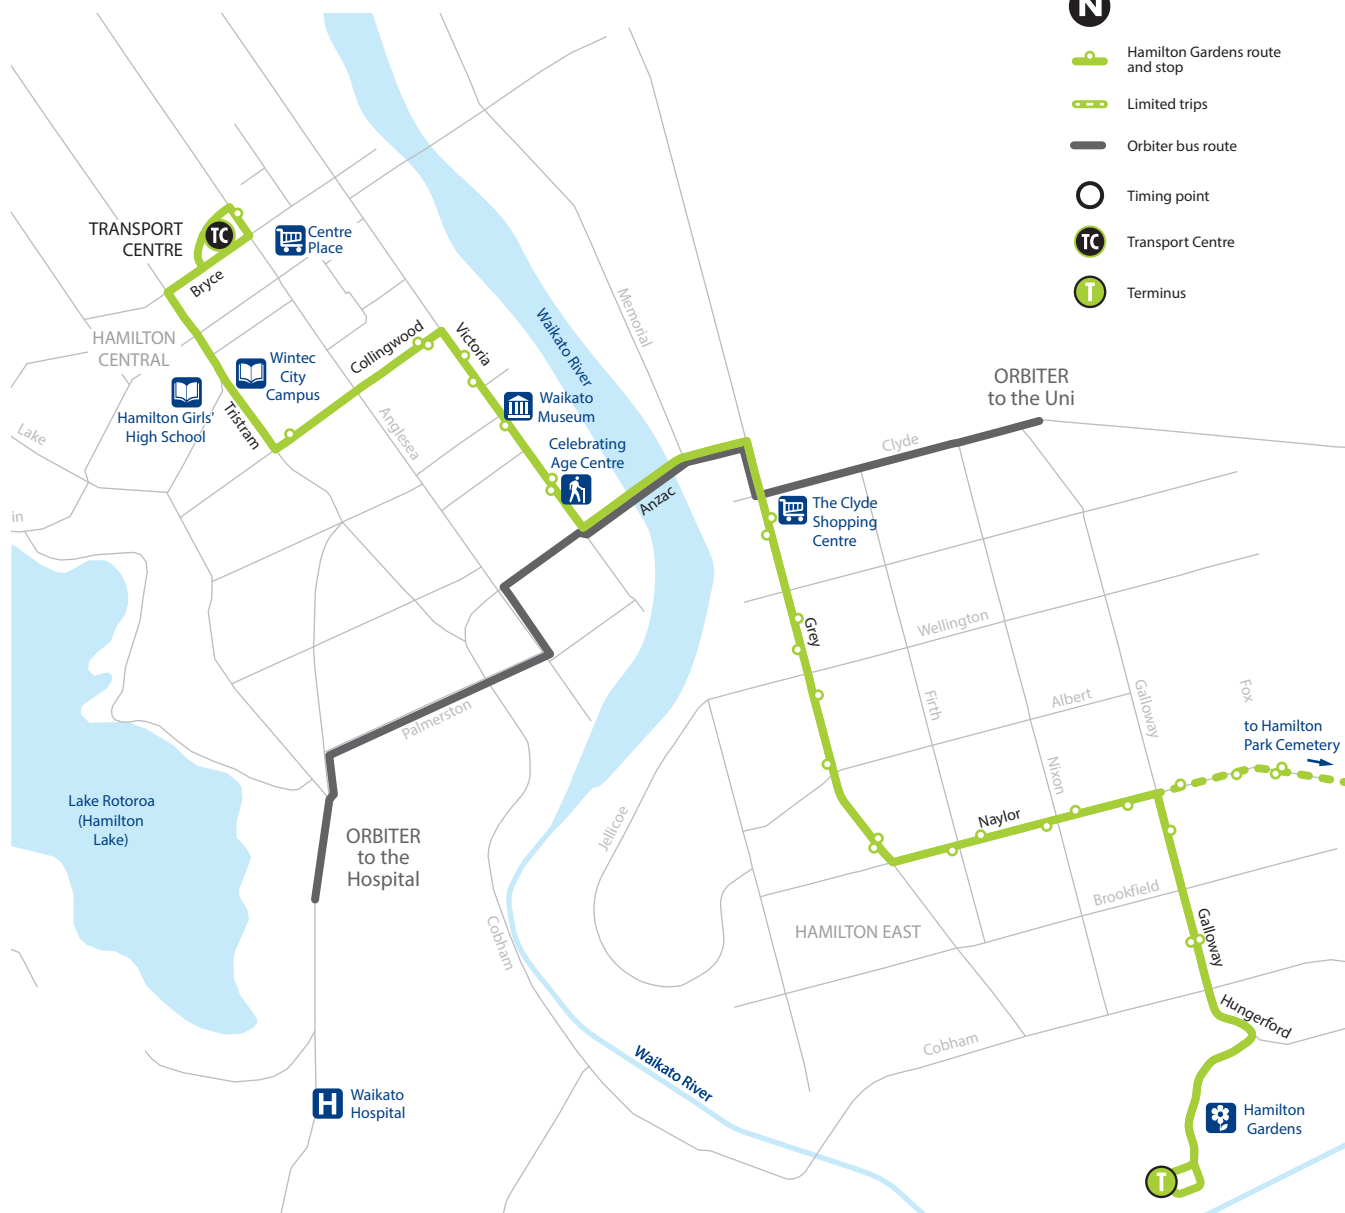 N
Hamilton Gardens route
and stop
Limited trips
Orbiter bus route
Timing point
TC
Transport Centre
T
Terminus
TRANSPORT
CENTRE
TC
Centre
Place
Bryce
HAMILTON
CENTRAL
Wintec
City
Campus
Hamilton Girls'
High School
Tristram
Lake
in
Collingwood
Victoria
Anglesea
Waikato
Museum
Celebrating
Age Centre
Waikato River
Memorial
Anzac
ORBITER
to the Uni
Clyde
The Clyde
Shopping
Centre
Grey
Wellington
Firth
Albert
Galloway
Fox
Nixon
to Hamilton
Park Cemetery
Naylor
Palmerston
Lake Rotoroa
(Hamilton
Lake)
ORBITER
to the
Hospital
Jellicoe
Cobham
HAMILTON EAST
Brookfield
Galloway
Hungerford
Cobham
Waikato River
H
Waikato
Hospital
Hamilton
Gardens
T